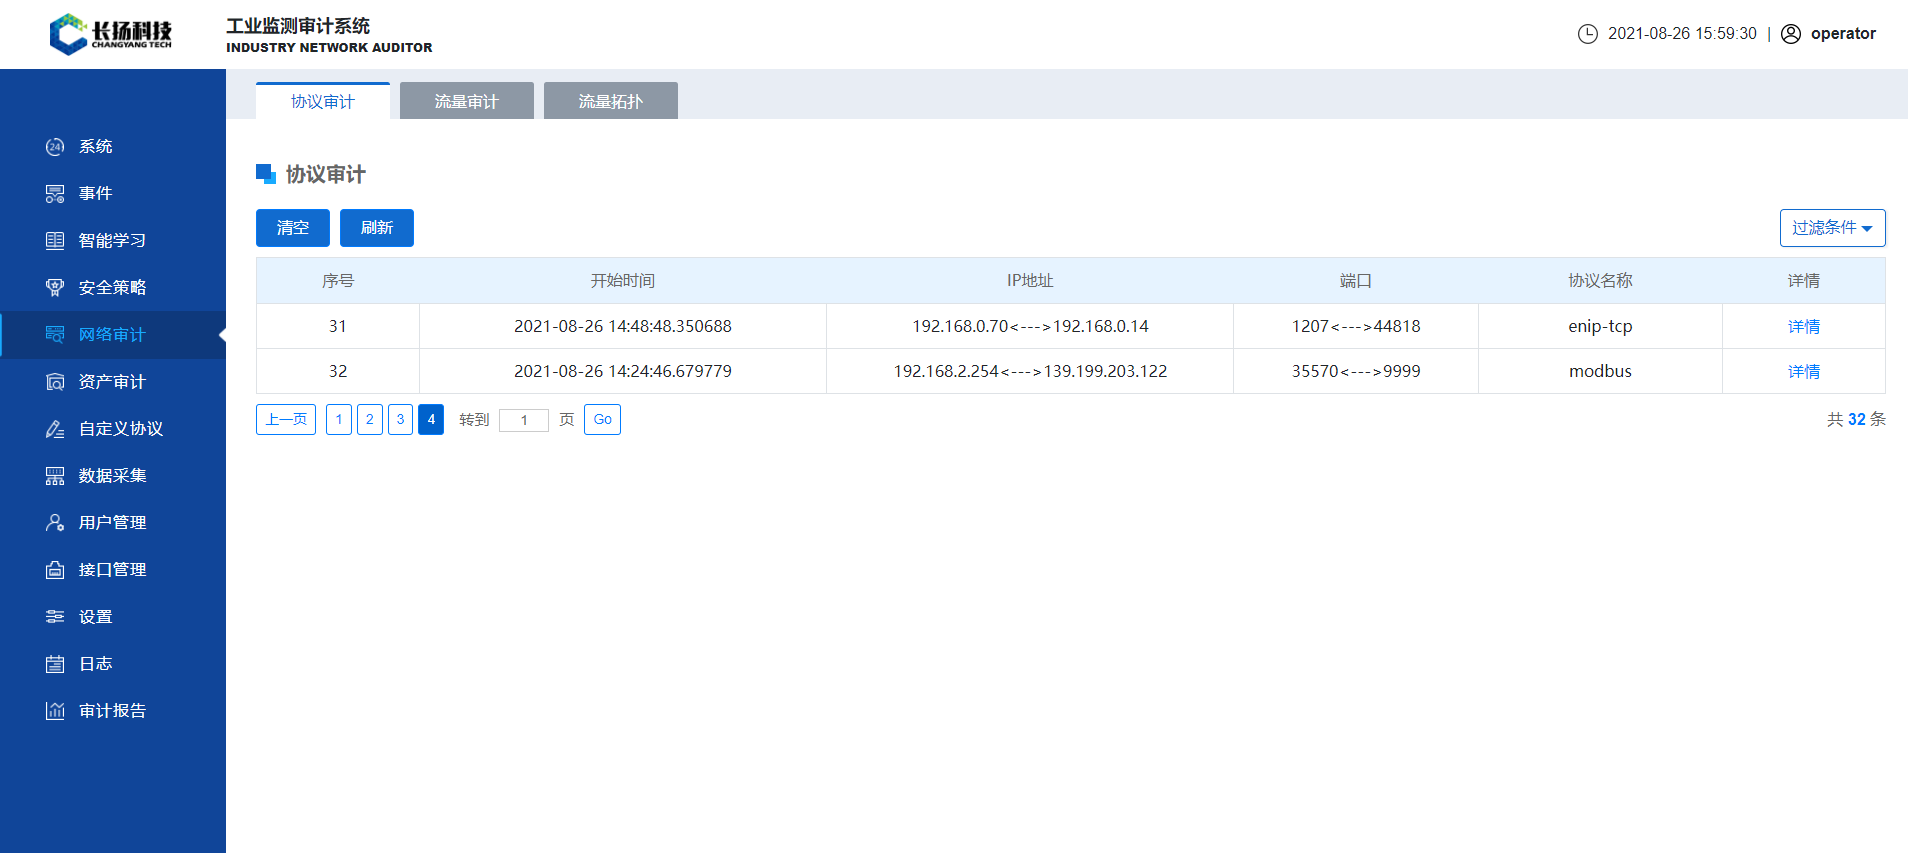 长扬科技
CHANGYANG TECH
工业监测审计系统
INDUSTRY NETWORK AUDITOR
2021-08-26 15:59:30 | operator
协议审计 流量审计 流量拓扑
24 系统
事件
智能学习
安全策略
网络审计
资产审计
自定义协议
数据采集
用户管理
接口管理
设置
日志
审计报告
协议审计
清空 刷新 过滤条件
序号 开始时间 IP地址 端口 协议名称 详情
31 2021-08-26 14:48:48.350688 192.168.0.70<--->192.168.0.14 1207<--->44818 enip-tcp 详情
32 2021-08-26 14:24:46.679779 192.168.2.254<--->139.199.203.122 35570<--->9999 modbus 详情
上一页 1 2 3 4 转到 1 页 Go 共 32 条